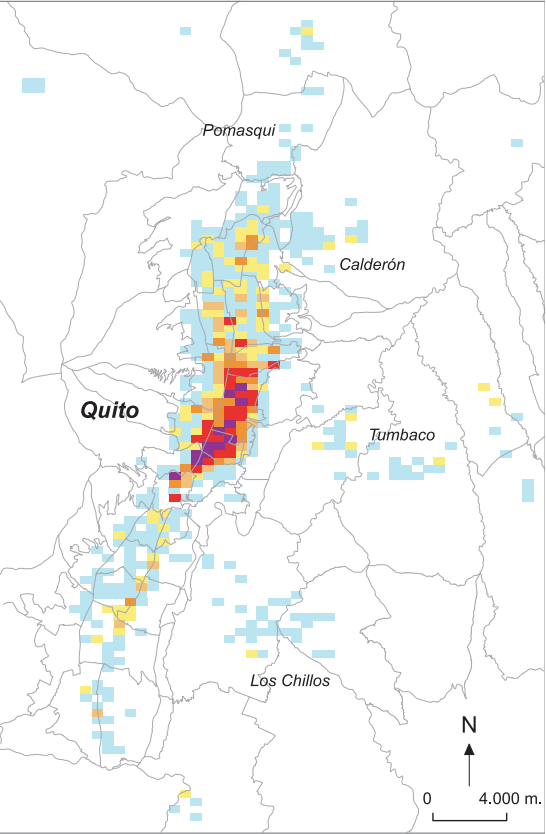 Pomasqui
Calderón
Quito
Tumbaco
Los Chillos
N
0 4.000 m.